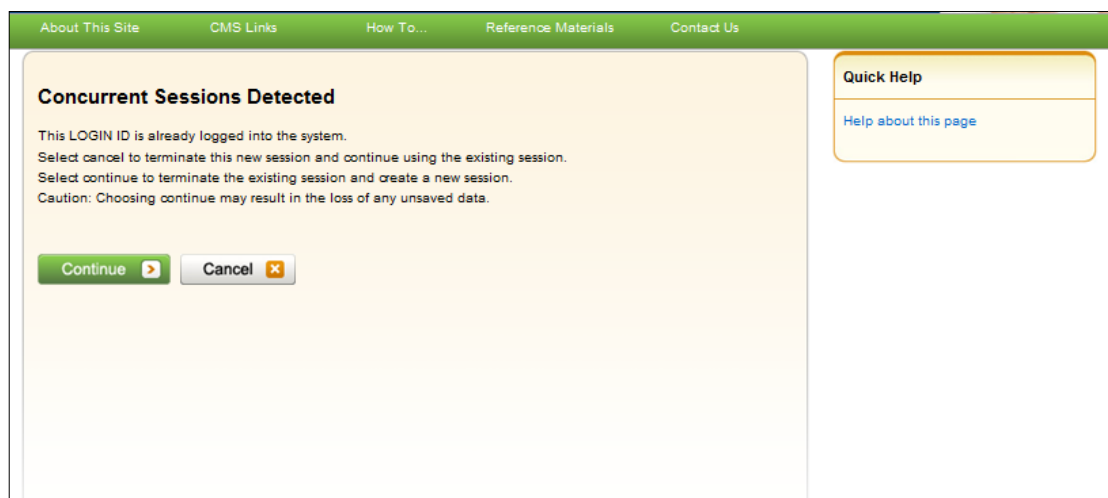 About This Site CMS Links How To... Reference Materials Contact Us
Concurrent Sessions Detected
This LOGIN ID is already logged into the system.
Select cancel to terminate this new session and continue using the existing session.
Select continue to terminate the existing session and create a new session.
Caution: Choosing continue may result in the loss of any unsaved data.
Continue Cancel
Quick Help
Help about this page